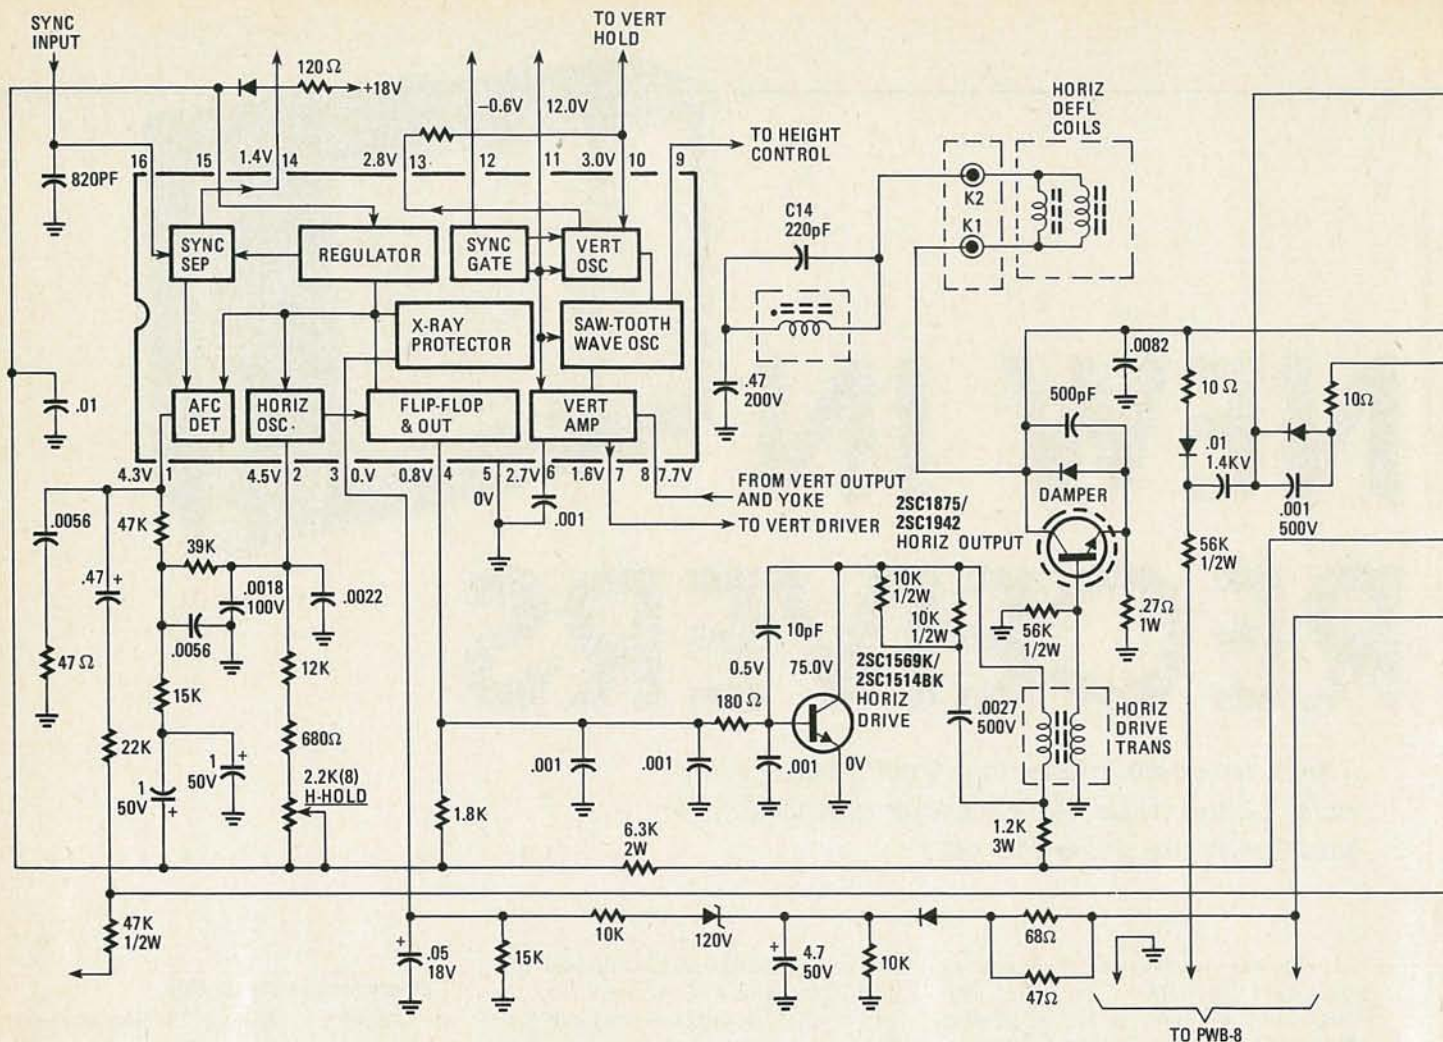 SYNC
INPUT
TO VERT
HOLD
120Ω
+18V
-0.6V
12.0V
HORIZ
DEFL
COILS
TO HEIGHT
CONTROL
16
15
1.4V
14
2.8V
13
12
11
3.0V
10
9
820PF
K2
K1
C14
220pF
SYNC
SEP
REGULATOR
SYNC
GATE
VERT
OSC
X-RAY
PROTECTOR
SAW-TOOTH
WAVE OSC
.47
200V
.0082
10Ω
500pF
10Ω
.01
AFC
DET
HORIZ
OSC.
FLIP-FLOP
& OUT
VERT
AMP
.01
1.4KV
DAMPER
.001
500V
4.3V
1
4.5V
2
3
0.V
0.8V
4
5
2.7V
6
1.6V
7
8
7.7V
0V
.001
FROM VERT OUTPUT
AND YOKE
TO VERT DRIVER
2SC1875/
2SC1942
HORIZ OUTPUT
.0056
47K
39K
.47
+
.0018
100V
.0022
.0056
47Ω
15K
12K
22K
680Ω
1
50V
+
1
50V
+
2.2K(8)
H-HOLD
10K
1/2W
10K
1/2W
10pF
0.5V
75.0V
2SC1569K/
2SC1514BK
HORIZ
DRIVE
180Ω
0V
.001
.001
.001
.0027
500V
56K
1/2W
.27Ω
1W
56K
1/2W
HORIZ
DRIVE
TRANS
1.8K
6.3K
2W
1.2K
3W
47K
1/2W
+
.05
18V
15K
10K
120V
+
4.7
50V
10K
68Ω
47Ω
TO PWB-8